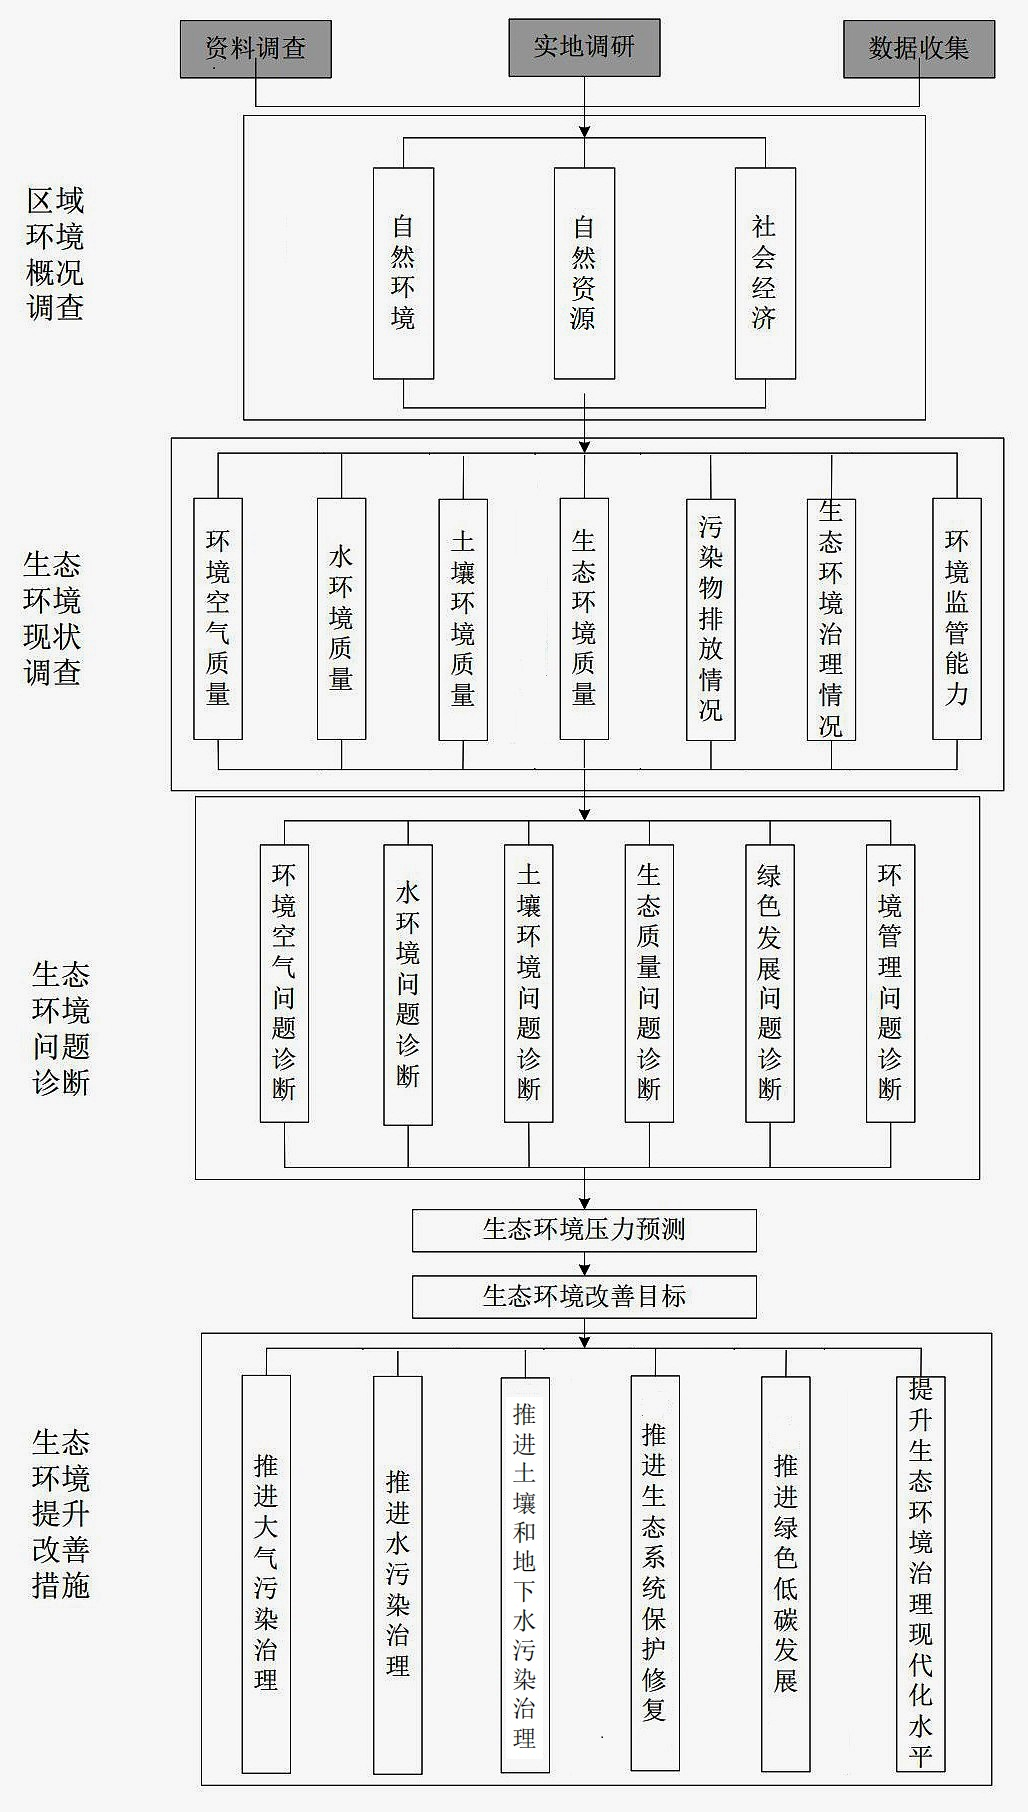 资料调查
实地调研
数据收集
区域
环境
概况
调查
自然环境
自然资源
社会经济
生态
环境
现状
调查
环境空气质量
水环境质量
土壤环境质量
生态环境质量
污染物排放情况
生态环境治理情况
环境监管能力
生态
环境
问题
诊断
环境空气问题诊断
水环境问题诊断
土壤环境问题诊断
生态质量问题诊断
绿色发展问题诊断
环境管理问题诊断
生态环境压力预测
生态环境改善目标
生态
环境
提升
改善
措施
推进大气污染治理
推进水污染治理
推进土壤和地下水污染治理
推进生态系统保护修复
推进绿色低碳发展
提升生态环境治理现代化水平